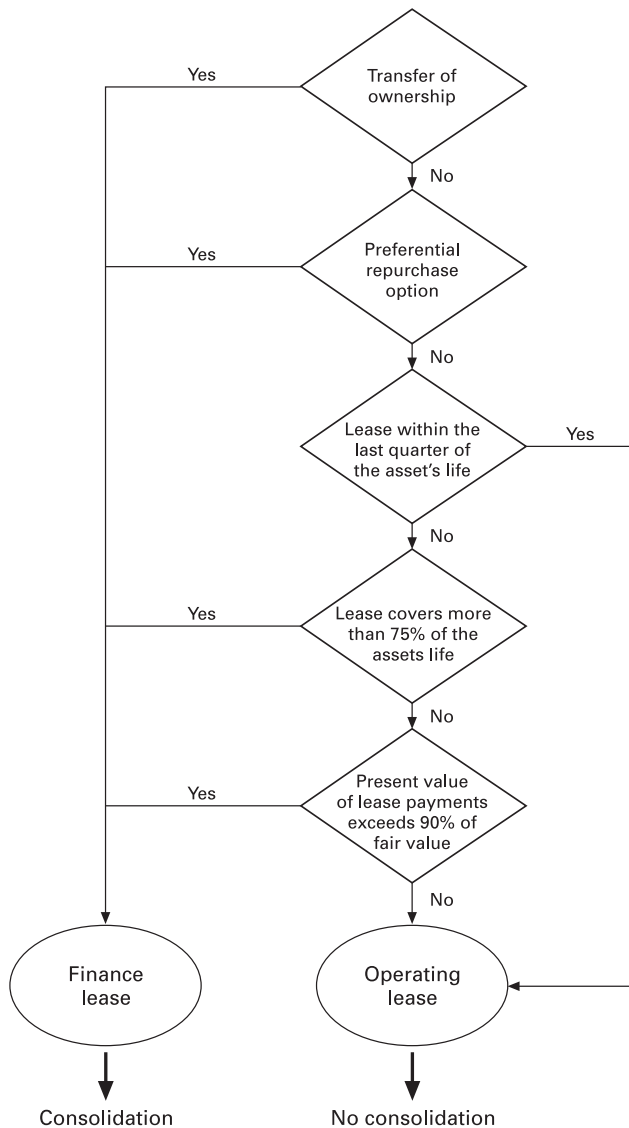 Yes
Transfer of
ownership
No
Yes
Preferential
repurchase
option
No
Lease within the
last quarter of
the asset's life
Yes
No
Yes
Lease covers more
than 75% of the
assets life
No
Yes
Present value
of lease payments
exceeds 90% of
fair value
No
Finance
lease
Operating
lease
Consolidation
No consolidation